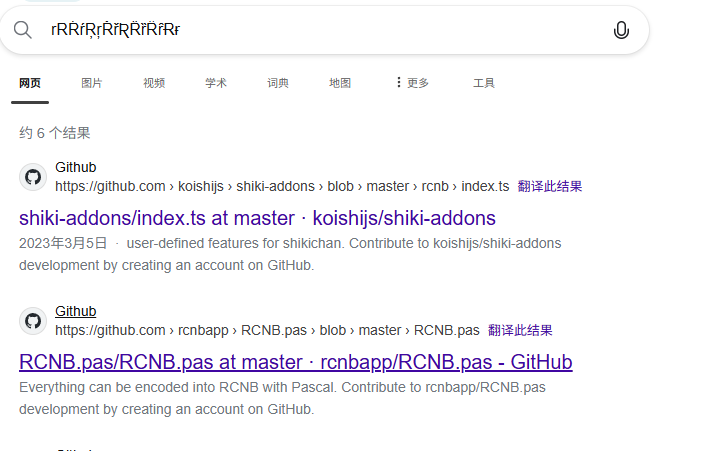 rRŔŕŖŗŘřƦȐȑȒȓɌɍ
网页 图片 视频 学术 词典 地图 更多 工具
约 6 个结果
Github
https://github.com › koishijs › shiki-addons › blob › master › rcnb › index.ts 翻译此结果
shiki-addons/index.ts at master · koishijs/shiki-addons
2023年3月5日 · user-defined features for shikichan. Contribute to koishijs/shiki-addons
development by creating an account on GitHub.
Github
https://github.com › rcnbapp › RCNB.pas › blob › master › RCNB.pas 翻译此结果
RCNB.pas/RCNB.pas at master · rcnbapp/RCNB.pas - GitHub
Everything can be encoded into RCNB with Pascal. Contribute to rcnbapp/RCNB.pas
development by creating an account on GitHub.